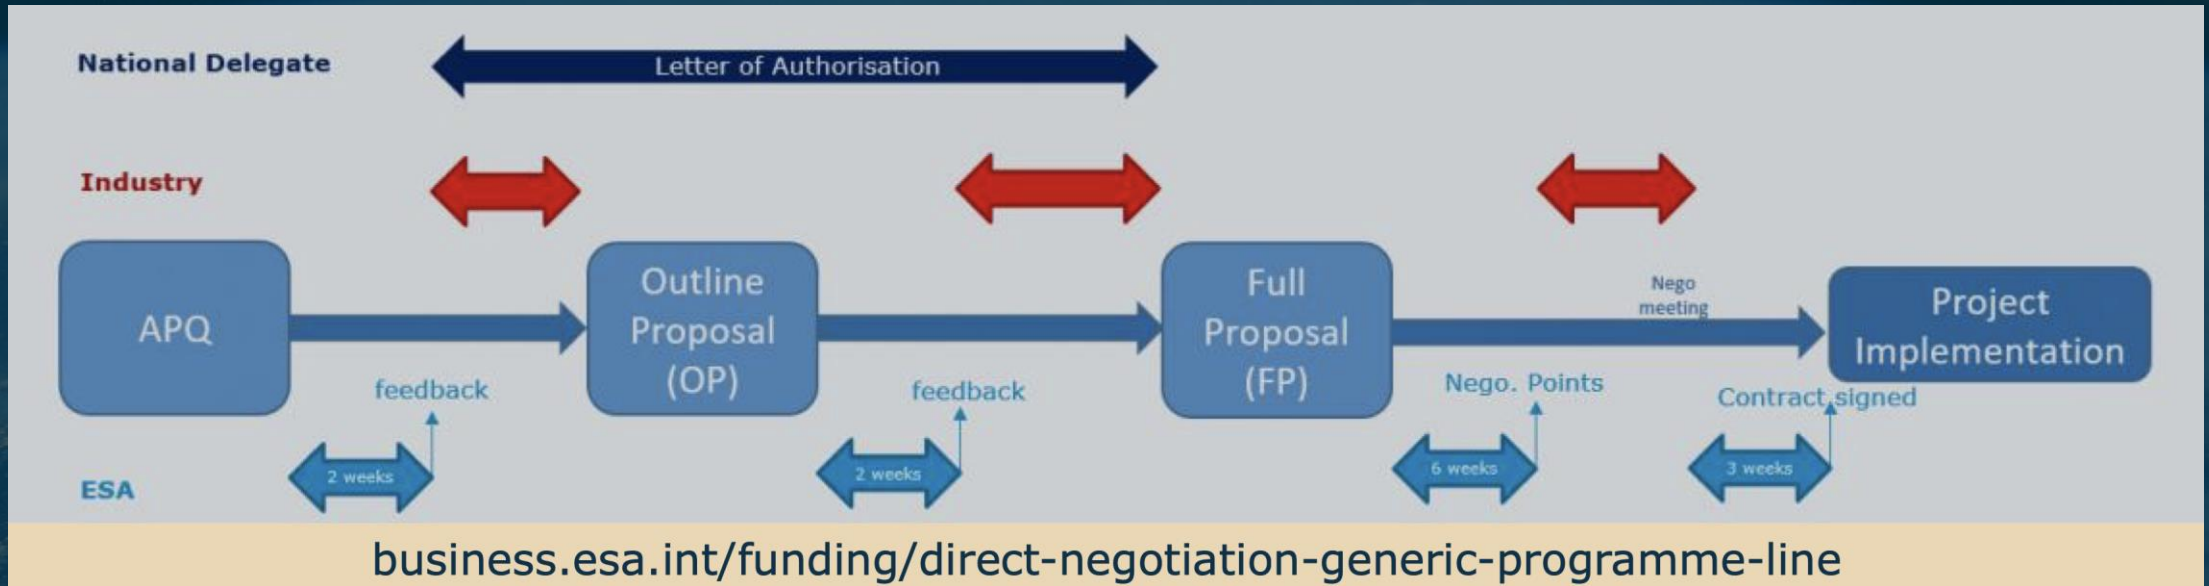 National Delegate
Letter of Authorisation
Industry
APQ
Outline
Proposal
(OP)
Full
Proposal
(FP)
Nego
meeting
Project
Implementation
feedback
feedback
Nego. Points
Contract signed
ESA
2 weeks
2 weeks
6 weeks
3 weeks
business.esa.int/funding/direct-negotiation-generic-programme-line